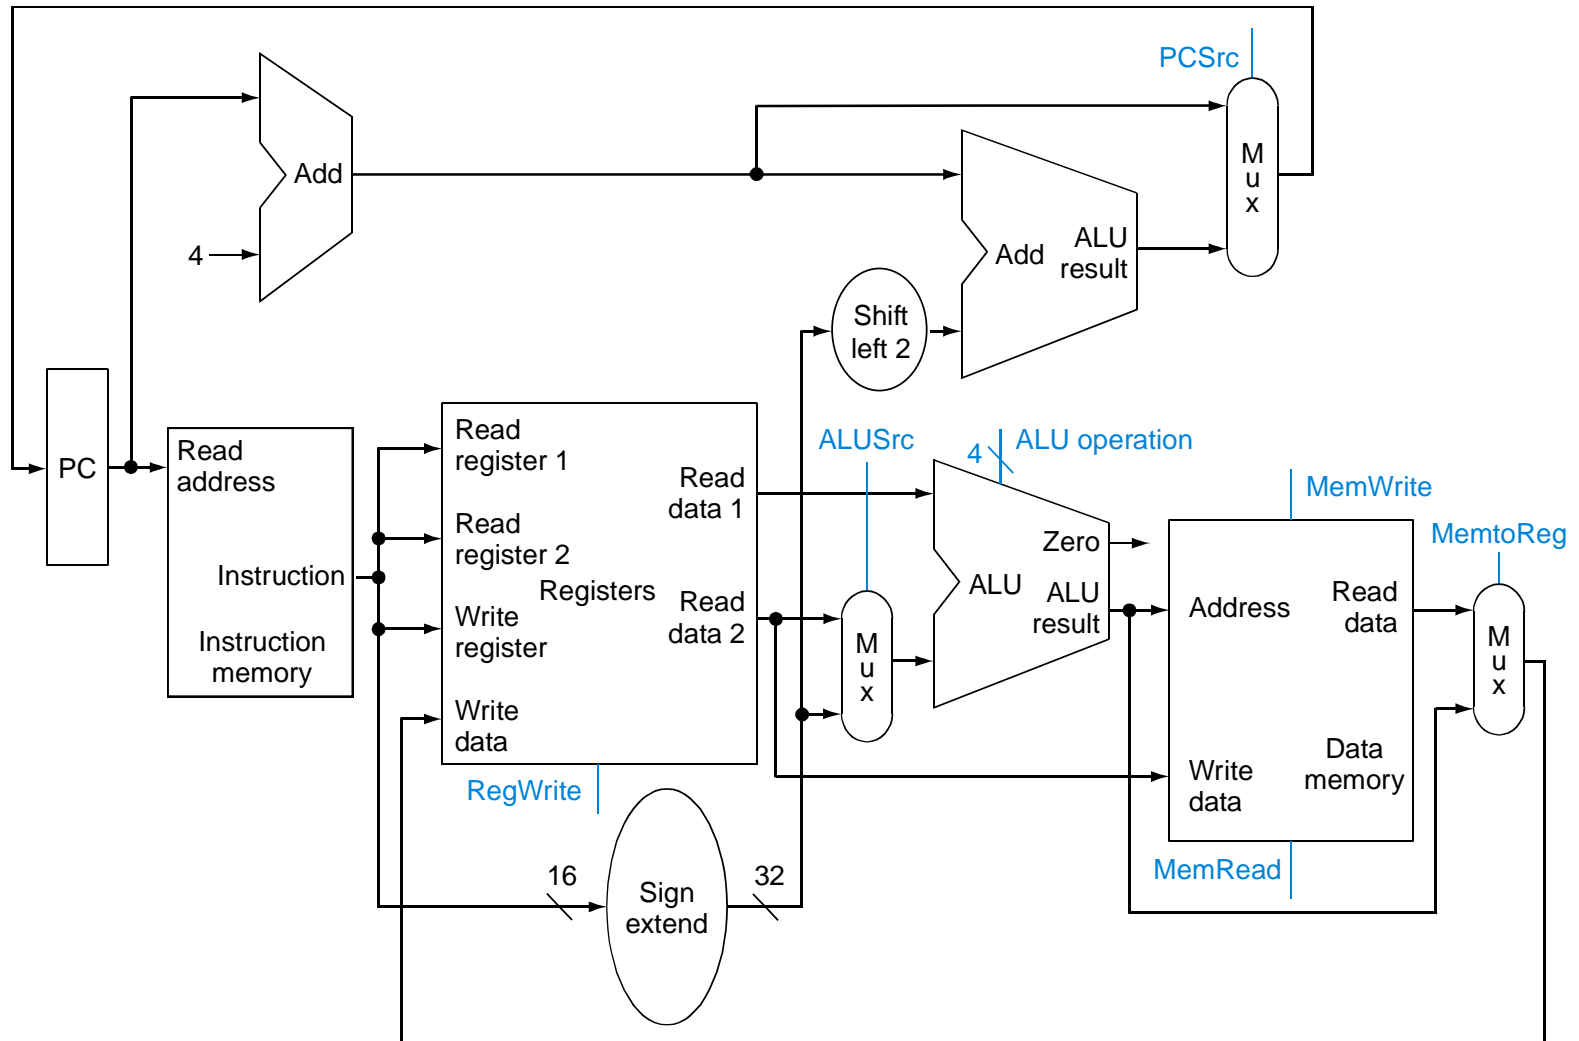 PCSrc
M
u
x
Add
4
Add
ALU
result
Shift
left 2
PC
Read
address
Instruction
Instruction
memory
Read
register 1
Read
register 2
Write
register
Write
data
Registers
Read
data 1
Read
data 2
RegWrite
16
Sign
extend
32
ALUSrc
M
u
x
4
ALU operation
Zero
ALU
ALU
result
MemWrite
Address
Read
data
Write
data
Data
memory
MemRead
MemtoReg
M
u
x